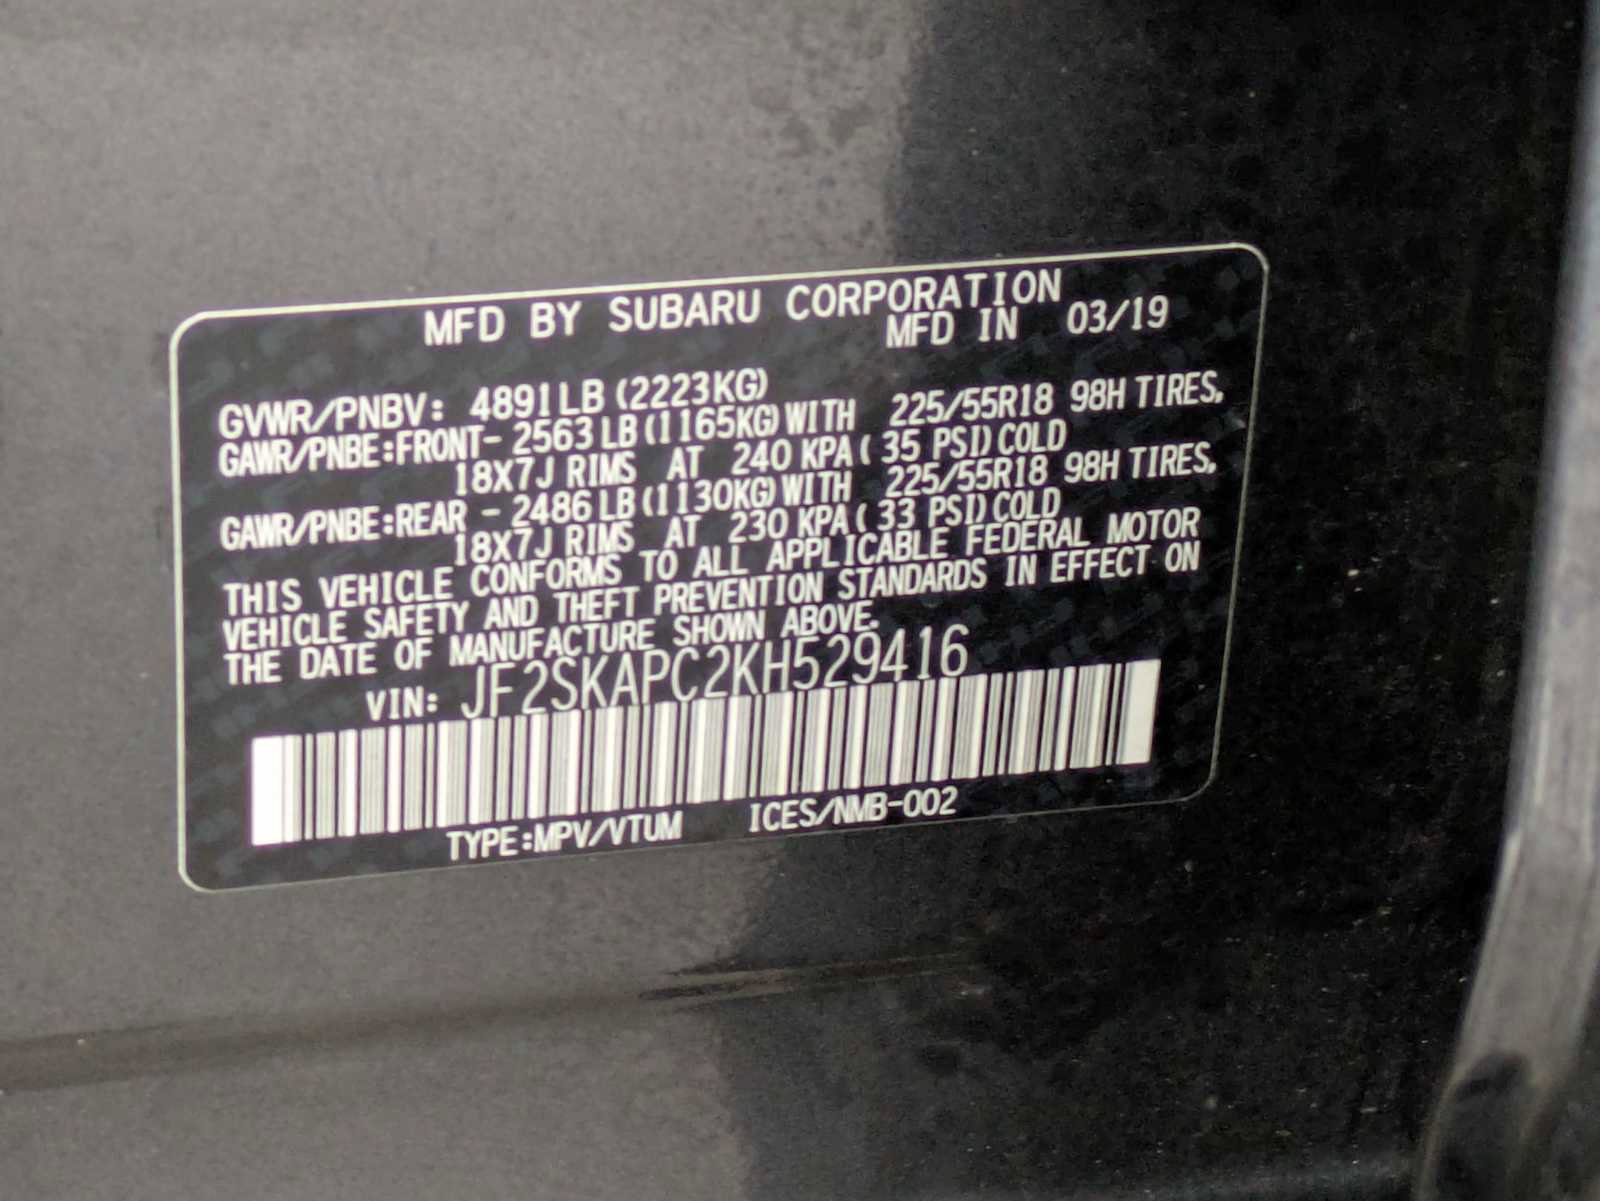 MFD BY SUBARU CORPORATION
MFD IN 03/19
GVWR/PNBV: 4891LB (2223KG)
GAWR/PNBE:FRONT- 2563LB(1165KG)WITH 225/55R18 98H TIRES,
18X7J RIMS AT 240 KPA( 35 PSI)COLD
GAWR/PNBE:REAR - 2486LB(1130KG)WITH 225/55R18 98H TIRES,
18X7J RIMS AT 230 KPA( 33 PSI)COLD
THIS VEHICLE CONFORMS TO ALL APPLICABLE FEDERAL MOTOR
VEHICLE SAFETY AND THEFT PREVENTION STANDARDS IN EFFECT ON
THE DATE OF MANUFACTURE SHOWN ABOVE.
VIN: JF2SKAPC2KH529416
TYPE:MPV/VTUM ICES/NMB-002